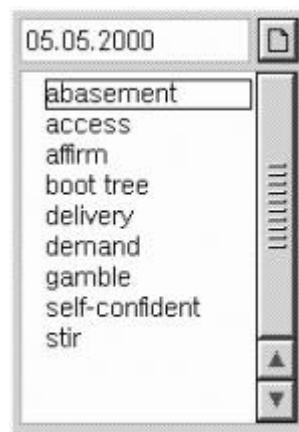 05.05.2000
abasement
access
affirm
boot tree
delivery
demand
gamble
self-confident
stir